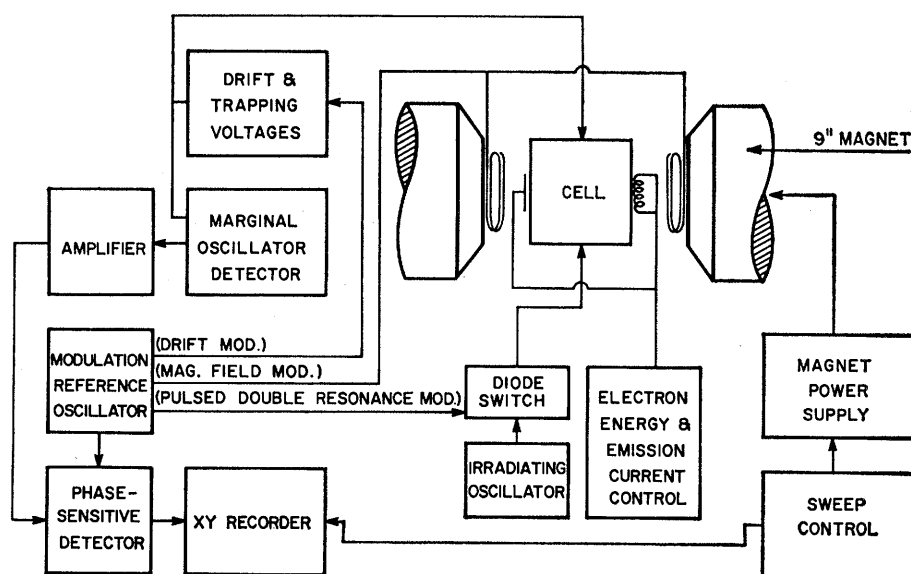 DRIFT &
TRAPPING
VOLTAGES
9" MAGNET
CELL
AMPLIFIER
MARGINAL
OSCILLATOR
DETECTOR
MODULATION
REFERENCE
OSCILLATOR
(DRIFT MOD.)
(MAG. FIELD MOD.)
(PULSED DOUBLE RESONANCE MOD.)
DIODE
SWITCH
ELECTRON
ENERGY &
EMISSION
CURRENT
CONTROL
MAGNET
POWER
SUPPLY
IRRADIATING
OSCILLATOR
PHASE-
SENSITIVE
DETECTOR
XY RECORDER
SWEEP
CONTROL